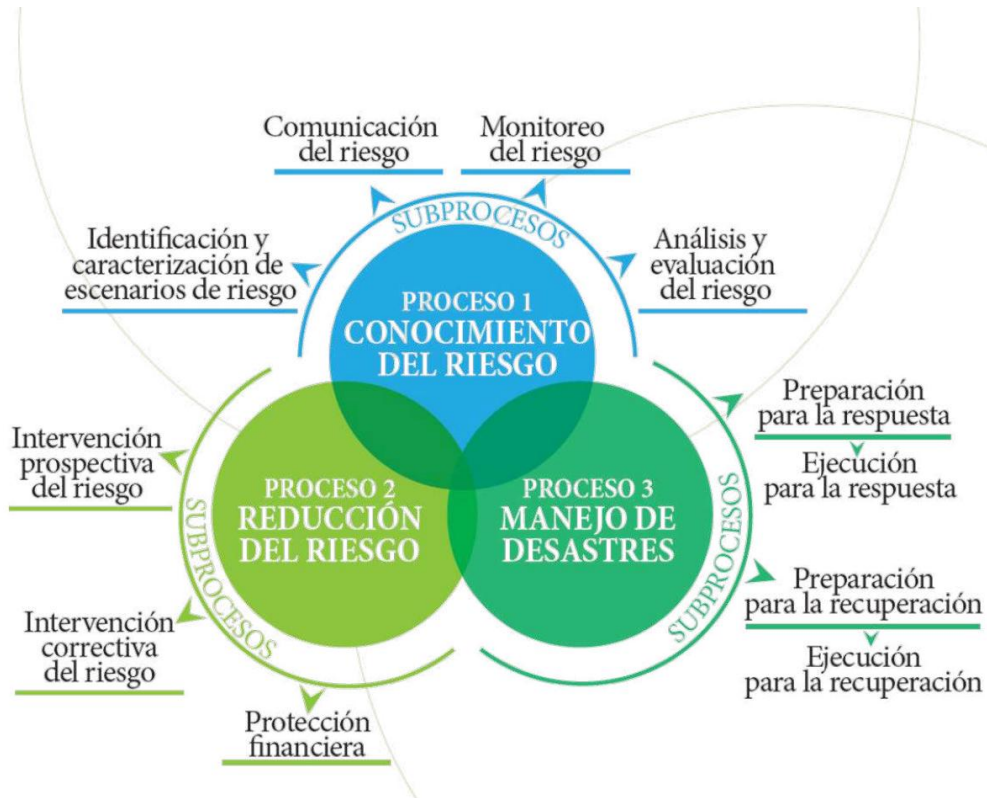 Comunicación
del riesgo
Monitoreo
del riesgo
SUBPROCESOS
Identificación y
caracterización de
escenarios de riesgo
Análisis y
evaluación
del riesgo
PROCESO 1
CONOCIMIENTO
DEL RIESGO
Intervención
prospectiva
del riesgo
Intervención
correctiva
del riesgo
Protección
financiera
SUBPROCESOS
PROCESO 2
REDUCCIÓN
DEL RIESGO
PROCESO 3
MANEJO DE
DESASTRES
SUBPROCESOS
Preparación
para la respuesta
Ejecución
para la respuesta
Preparación
para la recuperación
Ejecución
para la recuperación